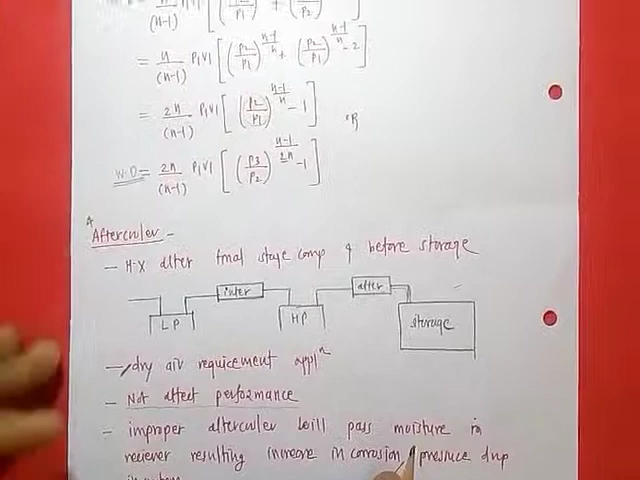 = n/(n-1) P1V1 [ (P2/P1)^(n-1/n) + (P2/P1)^(n-1/n) - 2 ]
= 2n/(n-1) P1V1 [ (P2/P1)^(n-1/n) - 1 ]
W.D = 2n/(n-1) P1V1 [ (P3/P2)^(n-1/2n) - 1 ]
Aftercooler -
- H-X after final stage comp & before storage
LP inter HP after storage
- dry air requirement appl^n
- Not affect performance
- improper aftercooler will pass moisture in
reciever resulting increase in corrosion, pressure drop